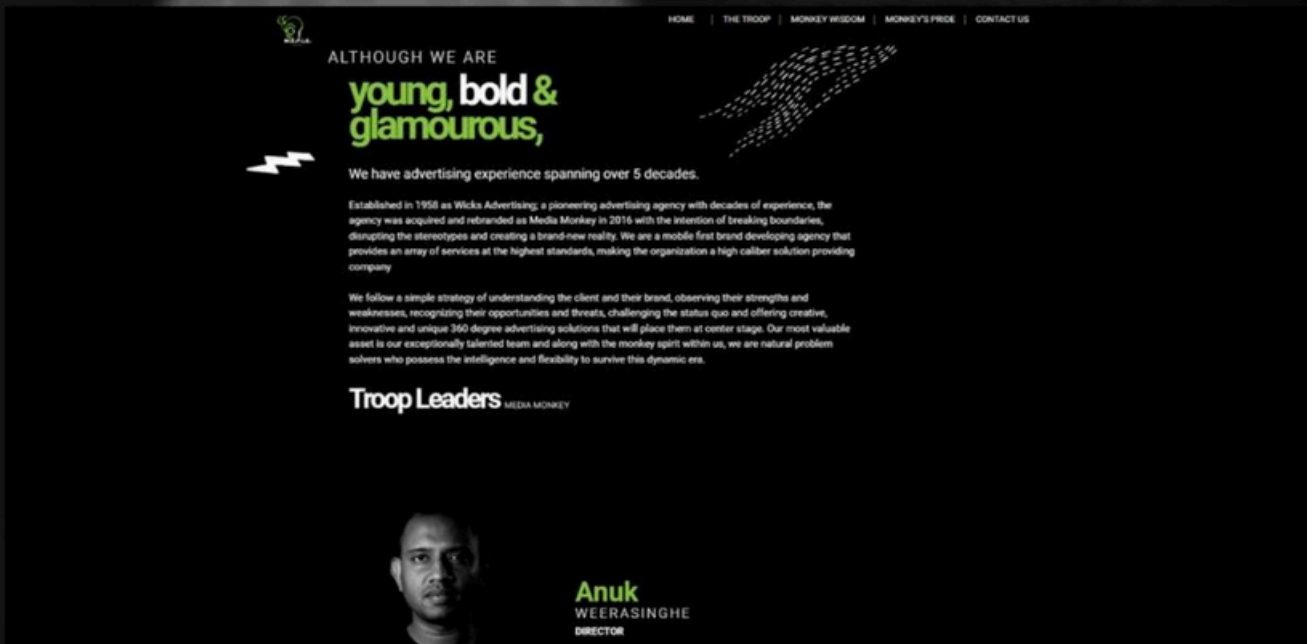 HOME | THE TROOP | MONKEY WISDOM | MONKEY'S PRIDE | CONTACT US
ALTHOUGH WE ARE
young, bold &
glamourous,
We have advertising experience spanning over 5 decades.
Established in 1958 as Wicks Advertising; a pioneering advertising agency with decades of experience, the
agency was acquired and rebranded as Media Monkey in 2016 with the intention of breaking boundaries,
disrupting the stereotypes and creating a brand-new reality. We are a mobile first brand developing agency that
provides an array of services at the highest standards, making the organization a high caliber solution providing
company
We follow a simple strategy of understanding the client and their brand, observing their strengths and
weaknesses, recognizing their opportunities and threats, challenging the status quo and offering creative,
innovative and unique 360 degree advertising solutions that will place them at center stage. Our most valuable
asset is our exceptionally talented team and along with the monkey spirit within us, we are natural problem
solvers who possess the intelligence and flexibility to survive this dynamic era.
Troop Leaders MEDIA MONKEY
Anuk
WEERASINGHE
DIRECTOR